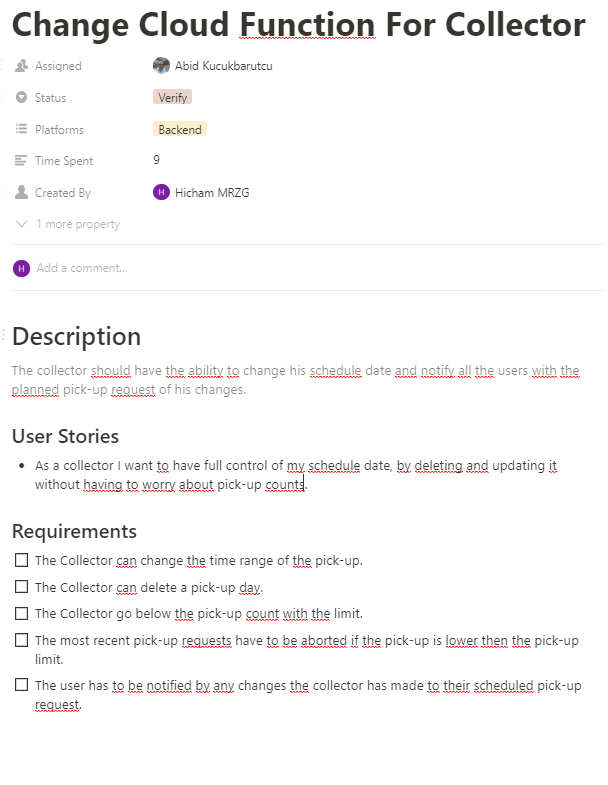 Change Cloud Function For Collector
Assigned Abid Kucukbarutcu
Status Verify
Platforms Backend
Time Spent 9
Created By H Hicham MRZG
1 more property
H Add a comment...
Description
The collector should have the ability to change his schedule date and notify all the users with the
planned pick-up request of his changes.
User Stories
• As a collector I want to have full control of my schedule date, by deleting and updating it
without having to worry about pick-up counts.
Requirements
The Collector can change the time range of the pick-up.
The Collector can delete a pick-up day.
The Collector go below the pick-up count with the limit.
The most recent pick-up requests have to be aborted if the pick-up is lower then the pick-up
limit.
The user has to be notified by any changes the collector has made to their scheduled pick-up
request.